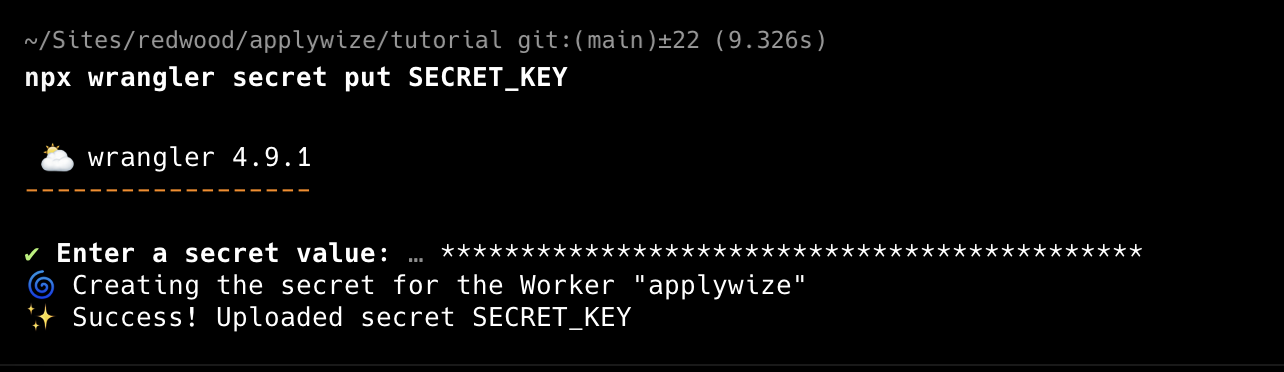 ~/Sites/redwood/applywize/tutorial git:(main)±22 (9.326s)
npx wrangler secret put SECRET_KEY
⛅️ wrangler 4.9.1
------------------
✔ Enter a secret value: … ********************************************
🌀 Creating the secret for the Worker "applywize"
✨ Success! Uploaded secret SECRET_KEY